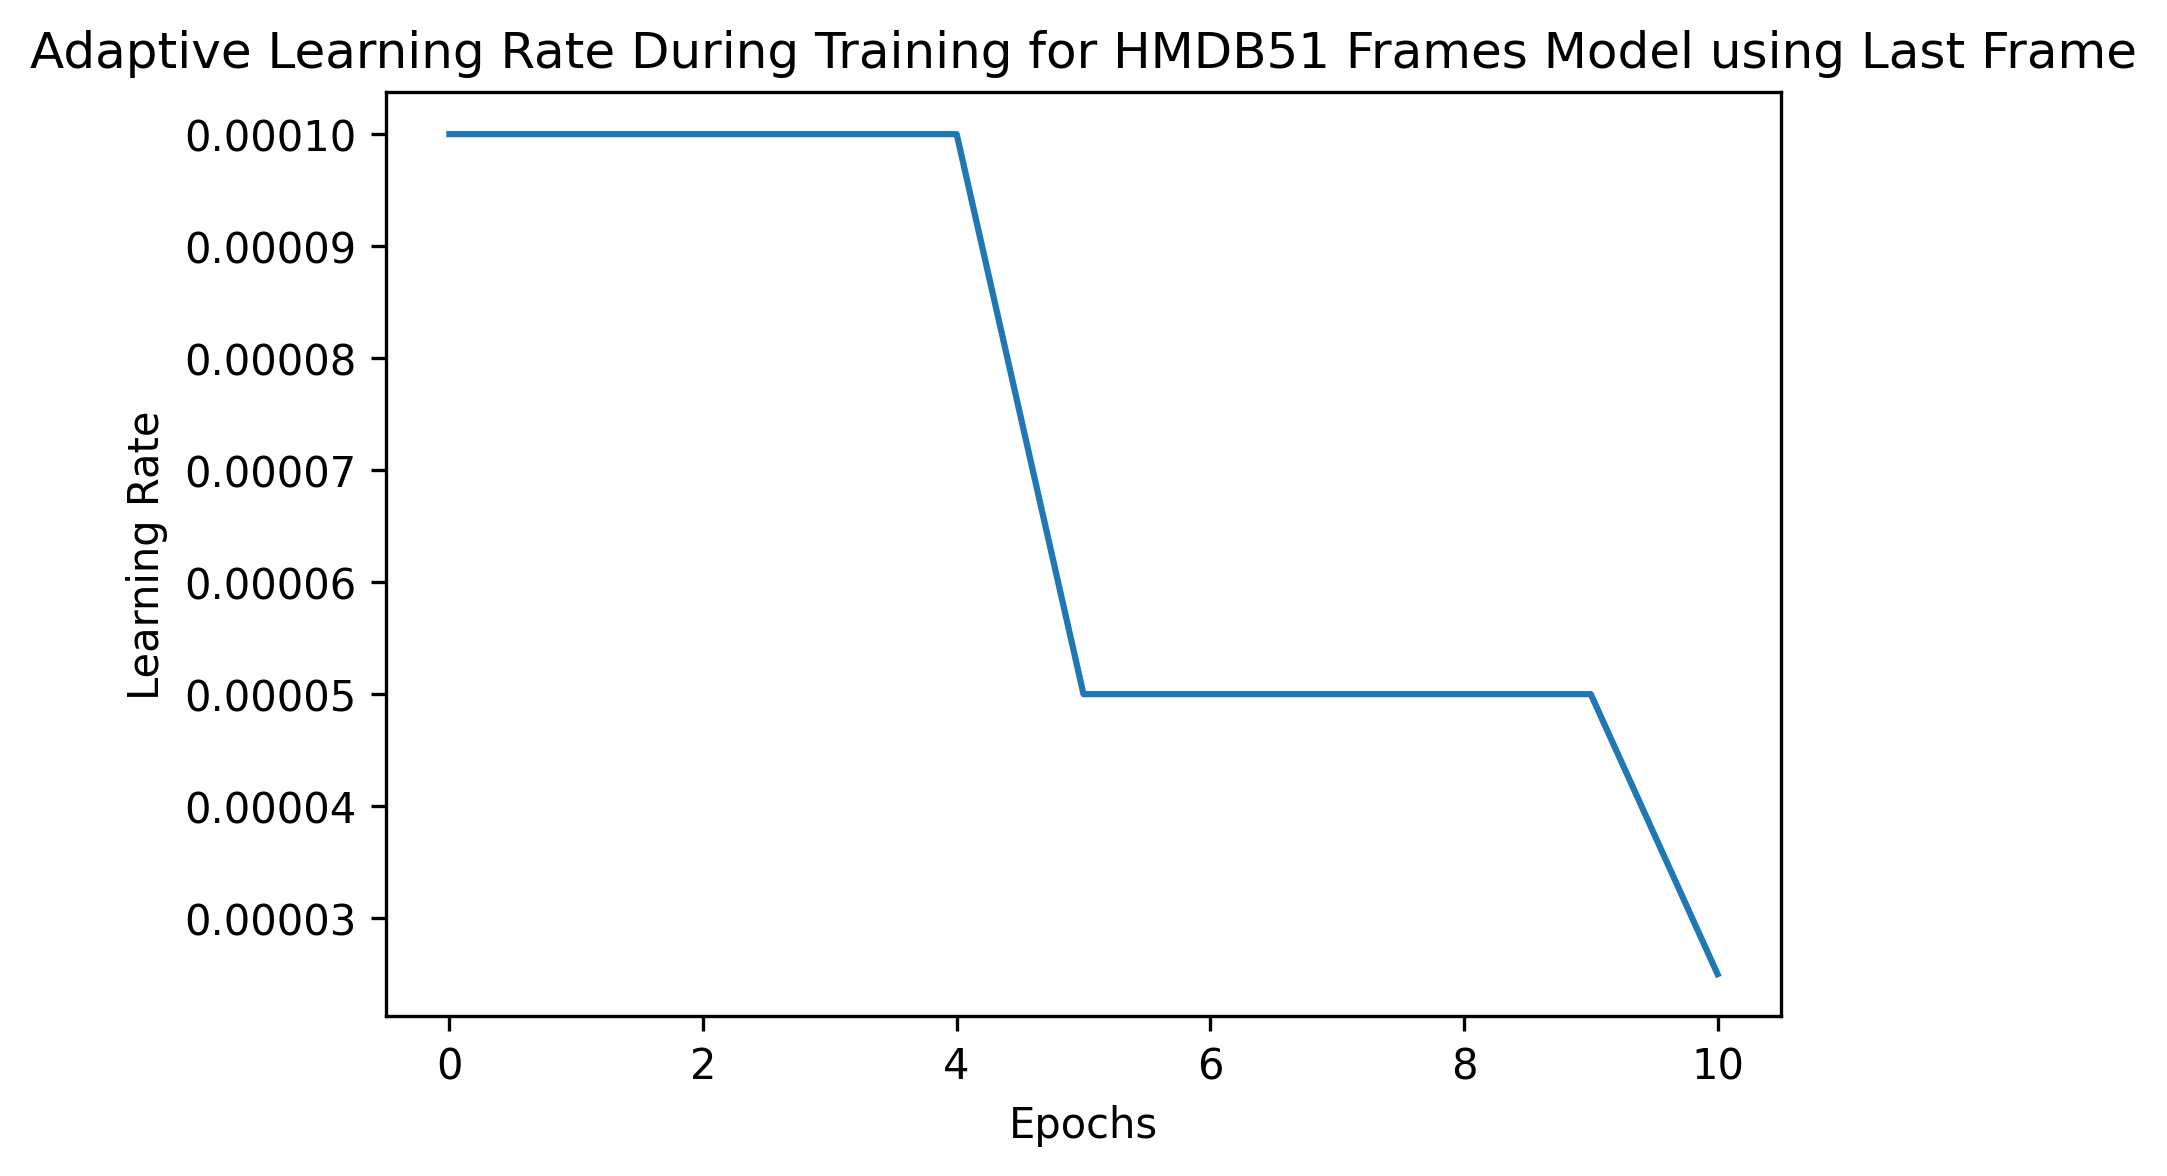 Adaptive Learning Rate During Training for HMDB51 Frames Model using Last Frame
0.00010
0.00009
0.00008
0.00007
0.00006
0.00005
0.00004
0.00003
Learning Rate
0 2 4 6 8 10
Epochs